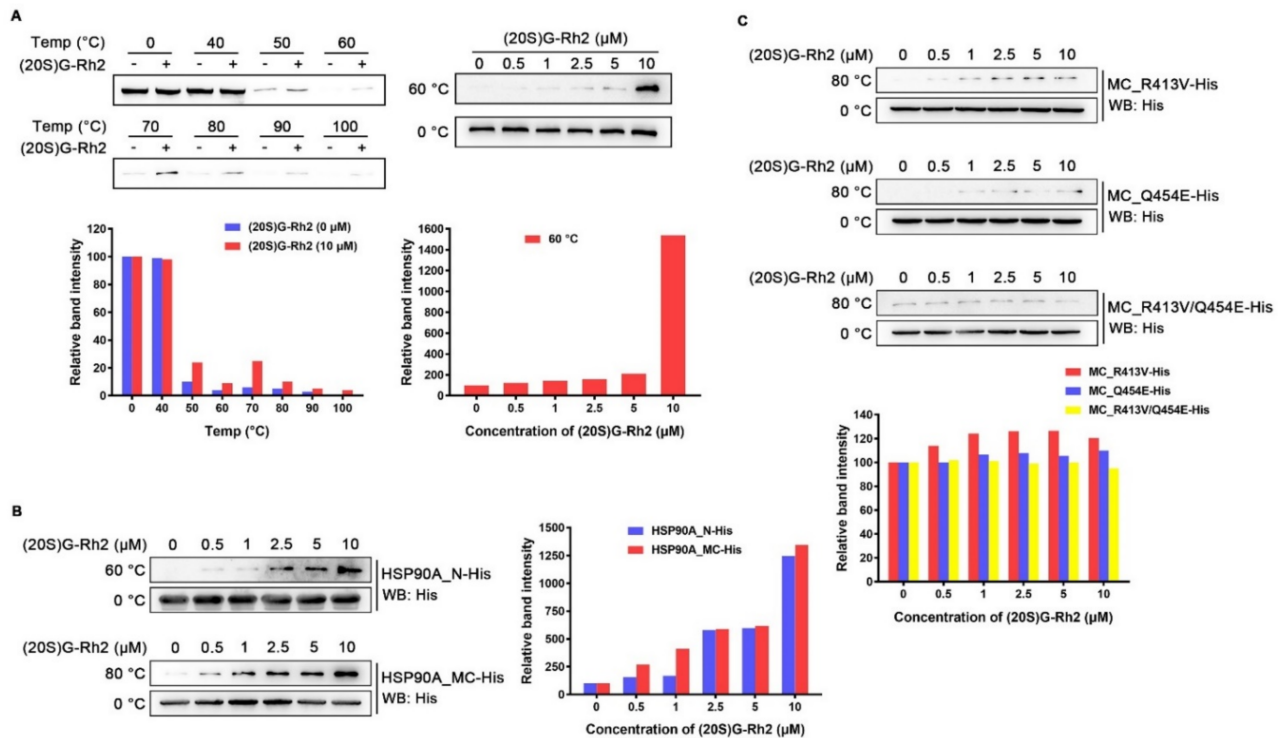 A
Temp (°C) 0 40 50 60
(20S)G-Rh2 - + - + - + - +
Temp (°C) 70 80 90 100
(20S)G-Rh2 - + - + - + - +
(20S)G-Rh2 (μM)
0 0.5 1 2.5 5 10
60 °C
0 °C
Relative band intensity
120
100
80
60
40
20
0
(20S)G-Rh2 (0 μM)
(20S)G-Rh2 (10 μM)
0 40 50 60 70 80 90 100
Temp (°C)
Relative band intensity
1600
1400
1200
1000
800
600
400
200
0
60 °C
0 0.5 1 2.5 5 10
Concentration of (20S)G-Rh2 (μM)
B
(20S)G-Rh2 (μM) 0 0.5 1 2.5 5 10
60 °C
0 °C
HSP90A_N-His
WB: His
(20S)G-Rh2 (μM) 0 0.5 1 2.5 5 10
80 °C
0 °C
HSP90A_MC-His
WB: His
Relative band intensity
1500
1250
1000
750
500
250
0
HSP90A_N-His
HSP90A_MC-His
0 0.5 1 2.5 5 10
Concentration of (20S)G-Rh2 (μM)
C
(20S)G-Rh2 (μM) 0 0.5 1 2.5 5 10
80 °C
0 °C
MC_R413V-His
WB: His
(20S)G-Rh2 (μM) 0 0.5 1 2.5 5 10
80 °C
0 °C
MC_Q454E-His
WB: His
(20S)G-Rh2 (μM) 0 0.5 1 2.5 5 10
80 °C
0 °C
MC_R413V/Q454E-His
WB: His
MC_R413V-His
MC_Q454E-His
MC_R413V/Q454E-His
Relative band intensity
140
120
100
80
60
40
20
0
0 0.5 1 2.5 5 10
Concentration of (20S)G-Rh2 (μM)